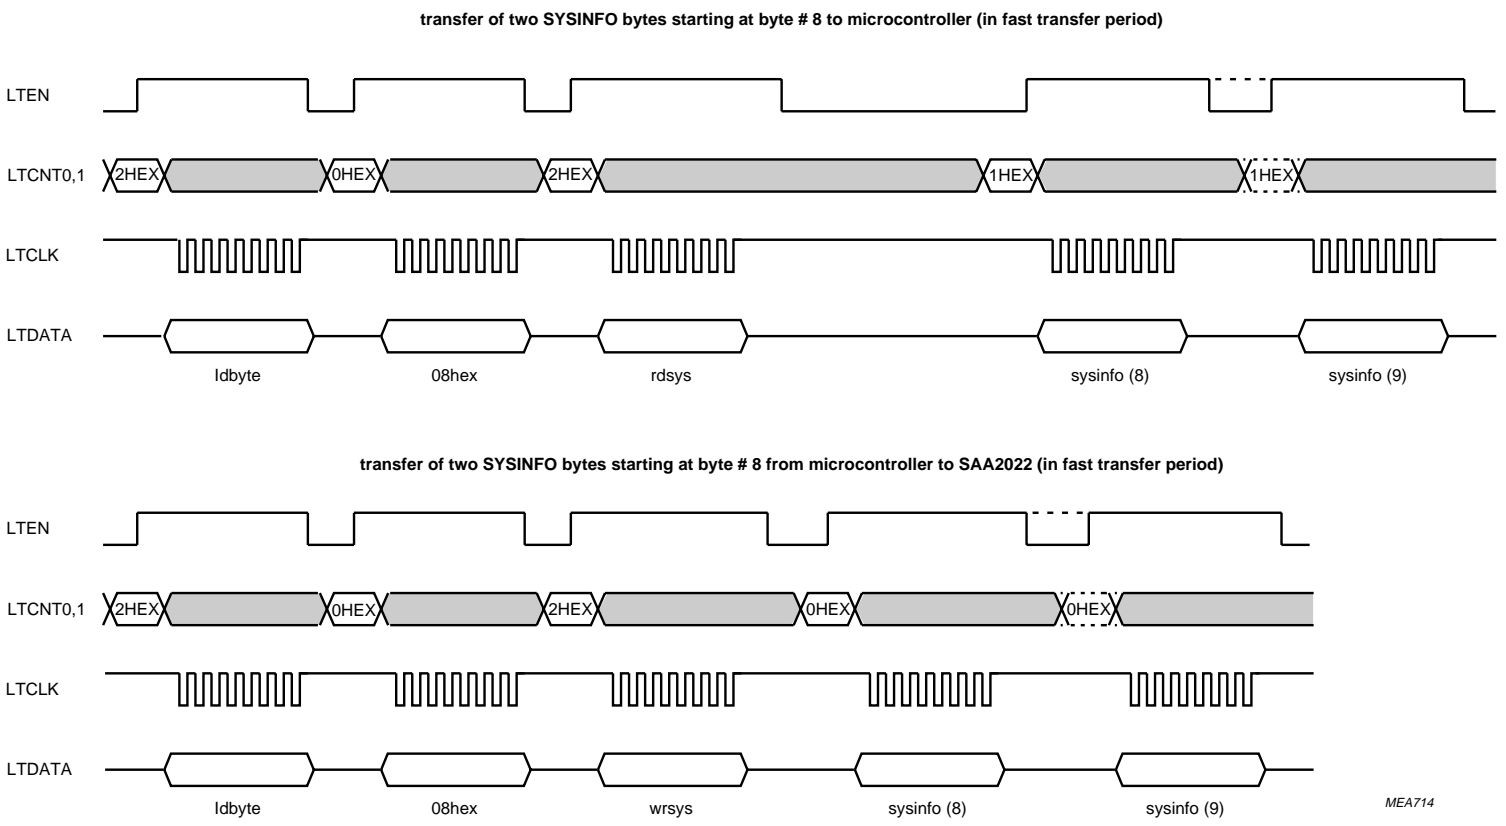 transfer of two SYSINFO bytes starting at byte # 8 to microcontroller (in fast transfer period)
LTEN
LTCNT0,1 2HEX 0HEX 2HEX 1HEX 1HEX
LTCLK
LTDATA
ldbyte 08hex rdsys sysinfo (8) sysinfo (9)
transfer of two SYSINFO bytes starting at byte # 8 from microcontroller to SAA2022 (in fast transfer period)
LTEN
LTCNT0,1 2HEX 0HEX 2HEX 0HEX 0HEX
LTCLK
LTDATA
ldbyte 08hex wrsys sysinfo (8) sysinfo (9)
MEA714